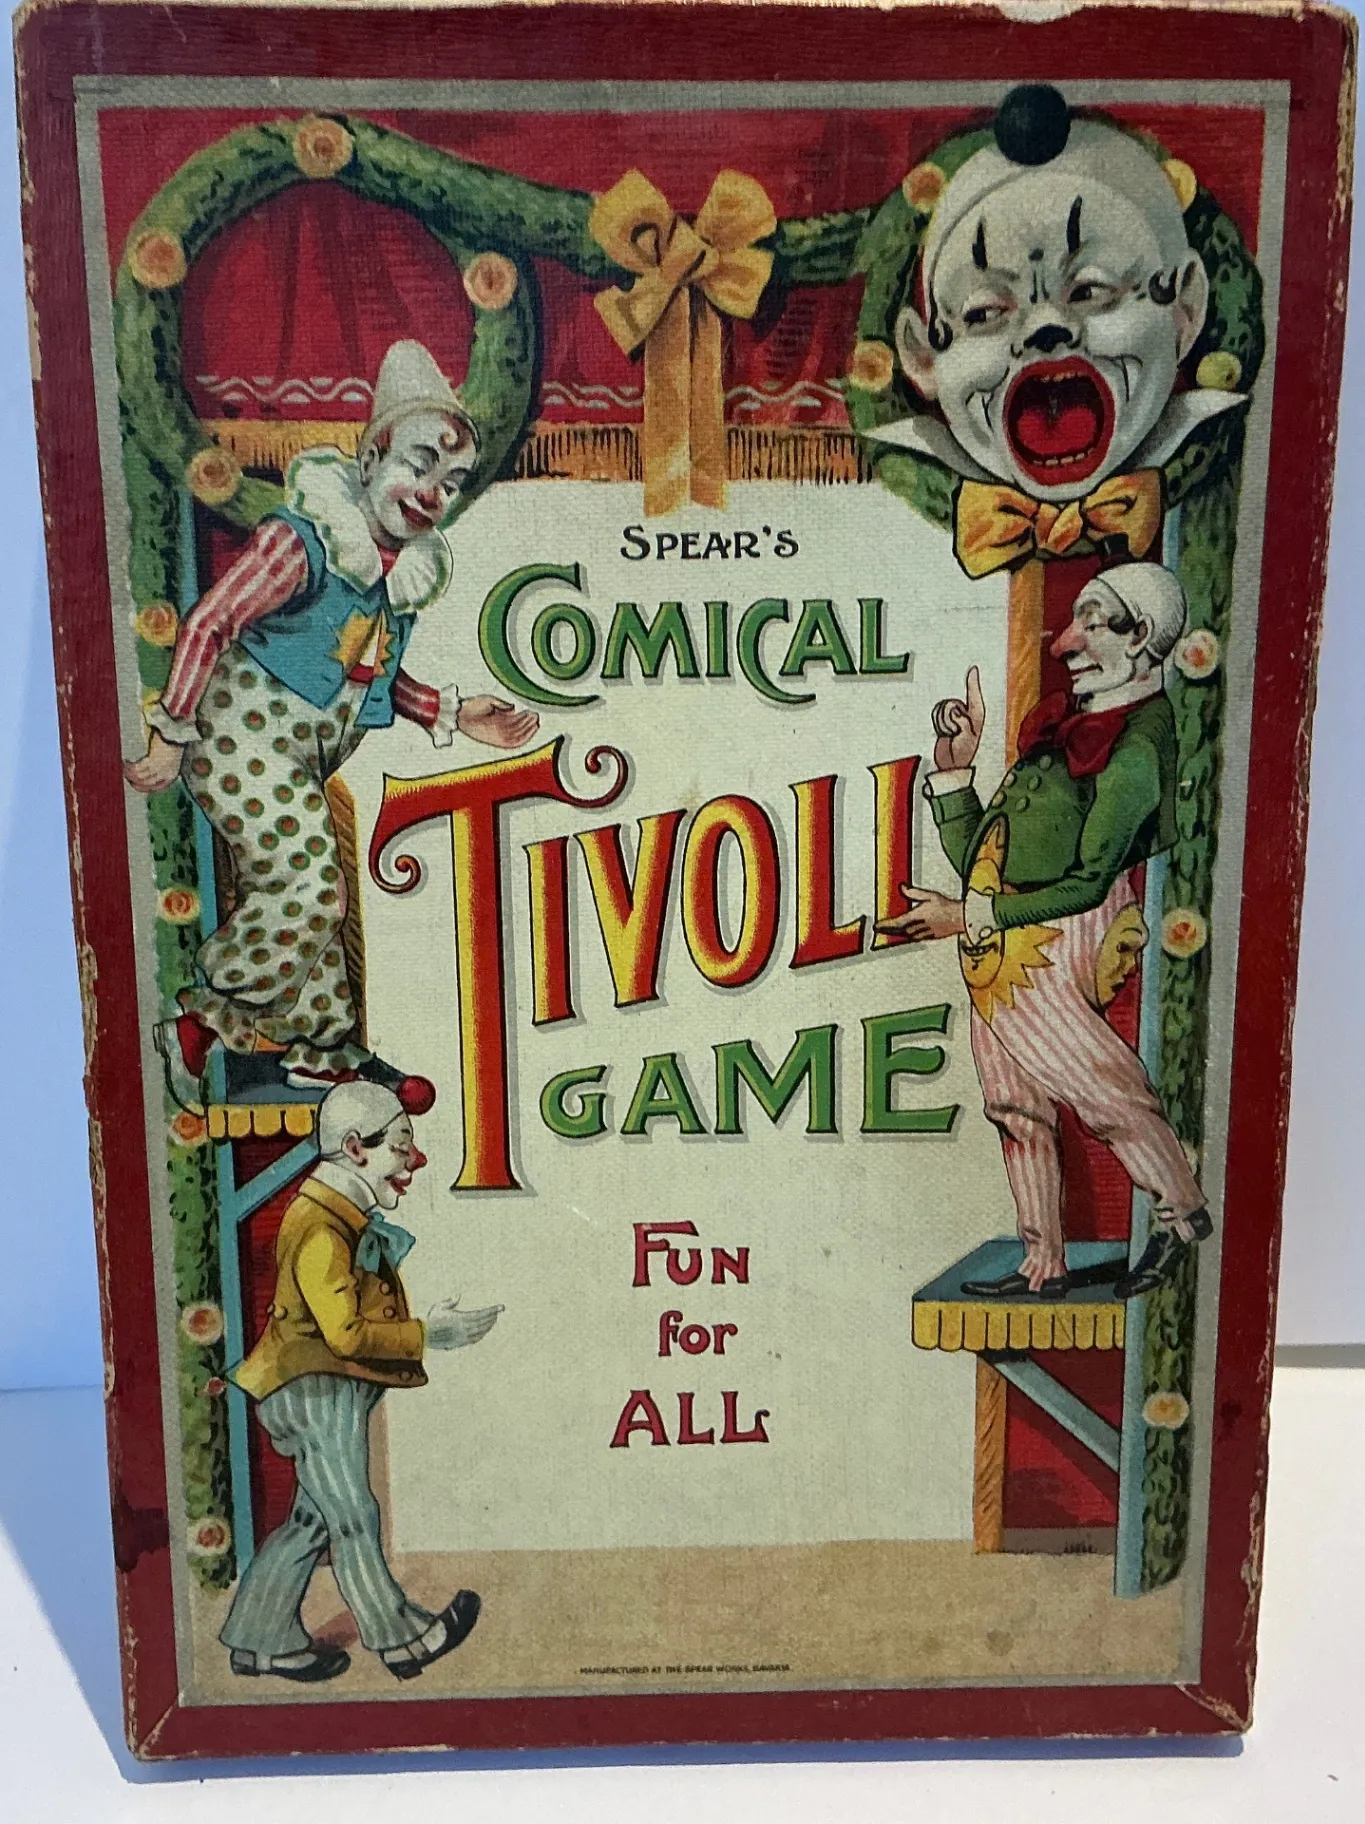 SPEAR'S
COMICAL
TIVOLI
GAME
FUN
for
ALL
MANUFACTURED AT THE SPEAR WORKS, BAVARIA.